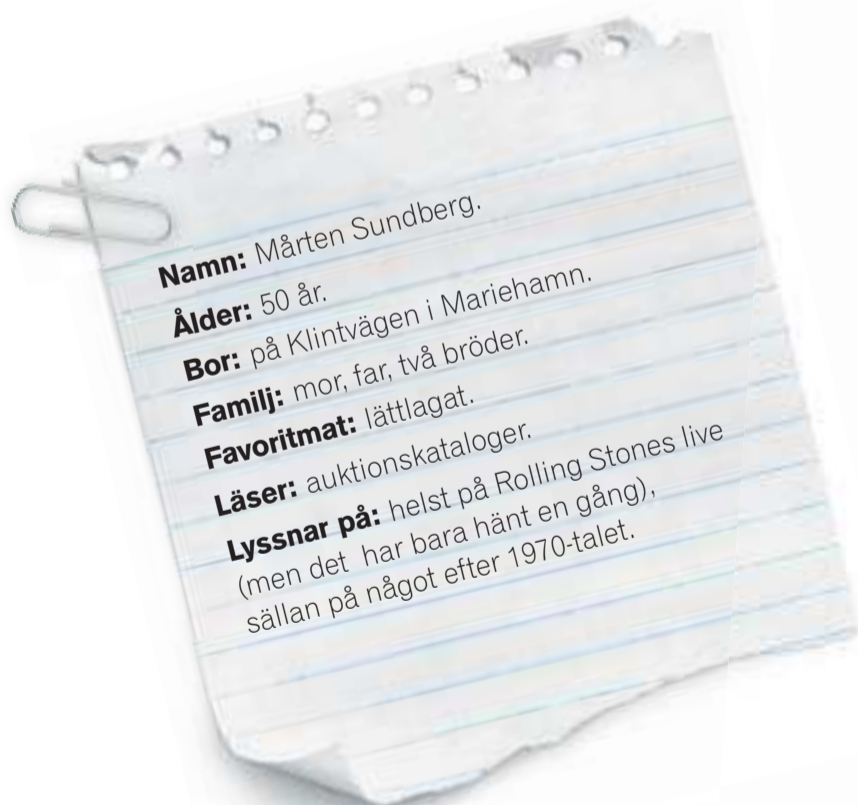 Namn: Mårten Sundberg.
Ålder: 50 år.
Bor: på Klintvägen i Mariehamn.
Familj: mor, far, två bröder.
Favoritmat: lättlagat.
Läser: auktionskataloger.
Lyssnar på: helst på Rolling Stones live
(men det har bara hänt en gång),
sällan på något efter 1970-talet.